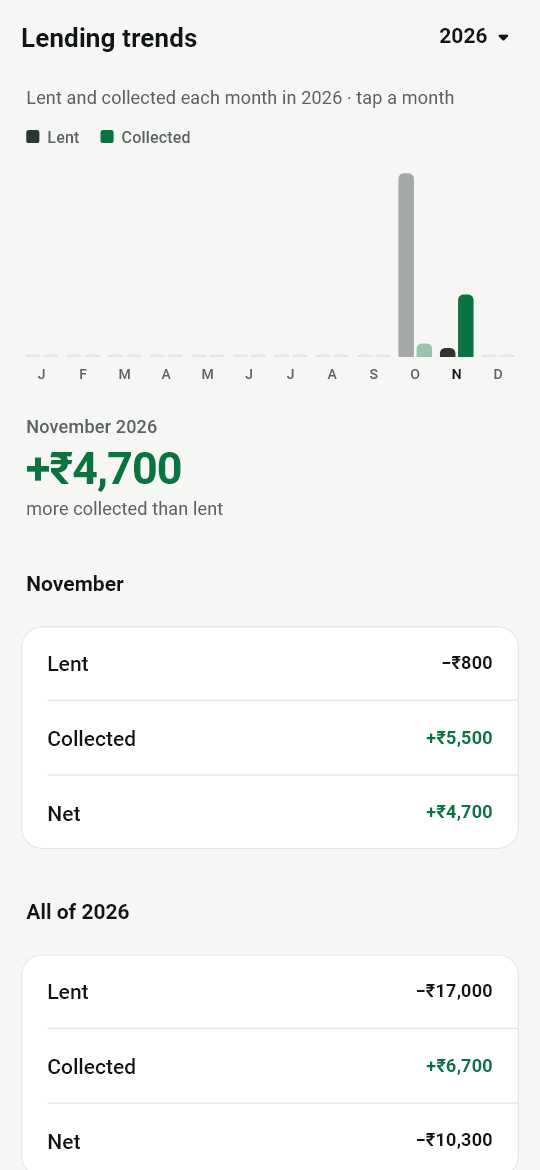 Lending trends
2026
Lent and collected each month in 2026 · tap a month
Lent Collected
J F M A M J J A S O N D
November 2026
+₹4,700
more collected than lent
November
Lent −₹800
Collected +₹5,500
Net +₹4,700
All of 2026
Lent −₹17,000
Collected +₹6,700
Net −₹10,300